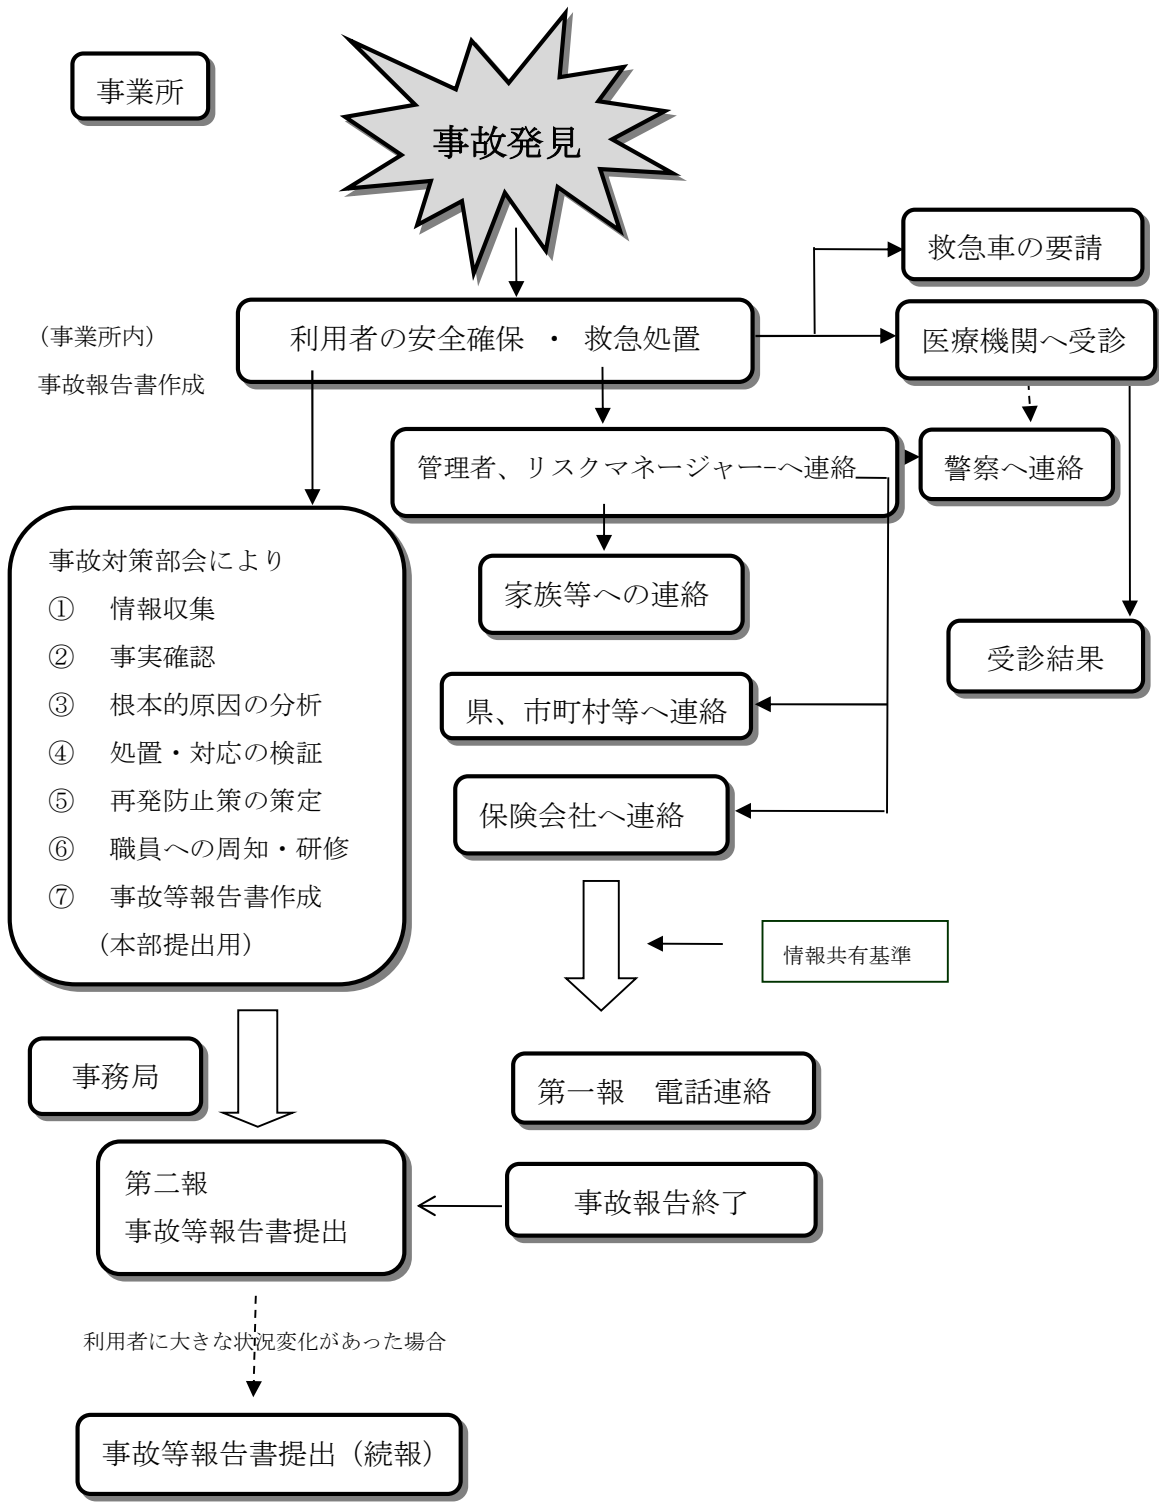 事業所
事故発見
救急車の要請
（事業所内）
事故報告書作成
利用者の安全確保 ・ 救急処置
医療機関へ受診
管理者、リスクマネージャー-へ連絡
警察へ連絡
事故対策部会により
① 情報収集
② 事実確認
③ 根本的原因の分析
④ 処置・対応の検証
⑤ 再発防止策の策定
⑥ 職員への周知・研修
⑦ 事故等報告書作成
（本部提出用）
家族等への連絡
受診結果
県、市町村等へ連絡
保険会社へ連絡
情報共有基準
事務局
第一報　電話連絡
第二報
事故等報告書提出
事故報告終了
利用者に大きな状況変化があった場合
事故等報告書提出（続報）